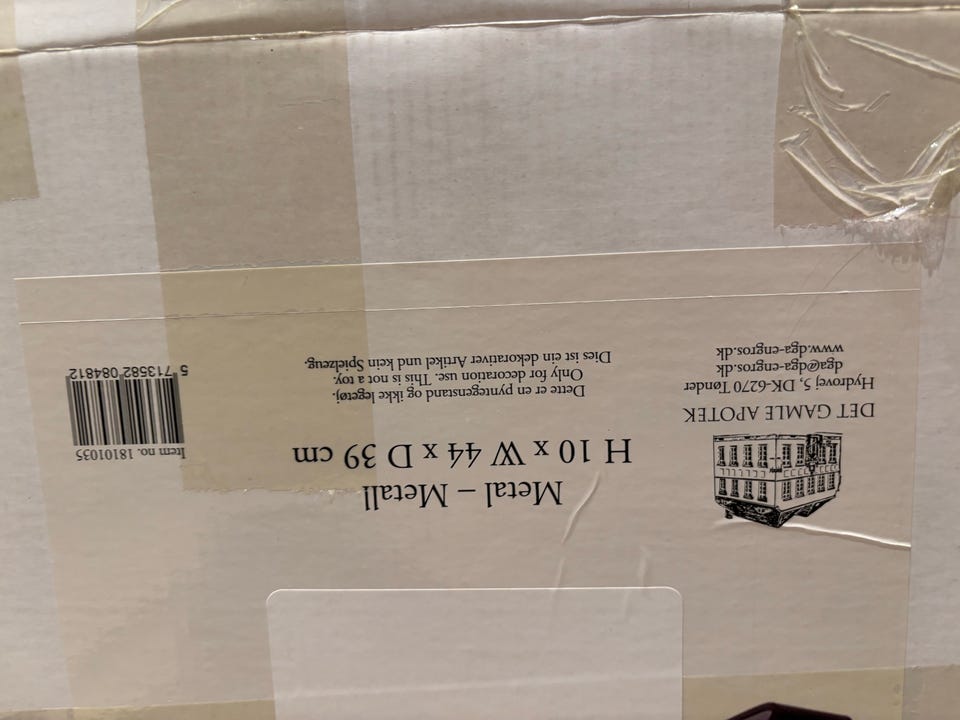 Metal – Metall
H 10 x W 44 x D 39 cm
Dette er en pyntegenstand og ikke legetøj.
Only for decoration use. This is not a toy.
Dies ist ein dekorativer Artikel und kein Spielzeug.
DET GAMLE APOTEK
Hydrovej 5, DK-6270 Tønder
dga@dga-engros.dk
www.dga-engros.dk
Item no. 18101035
5 713582 084812